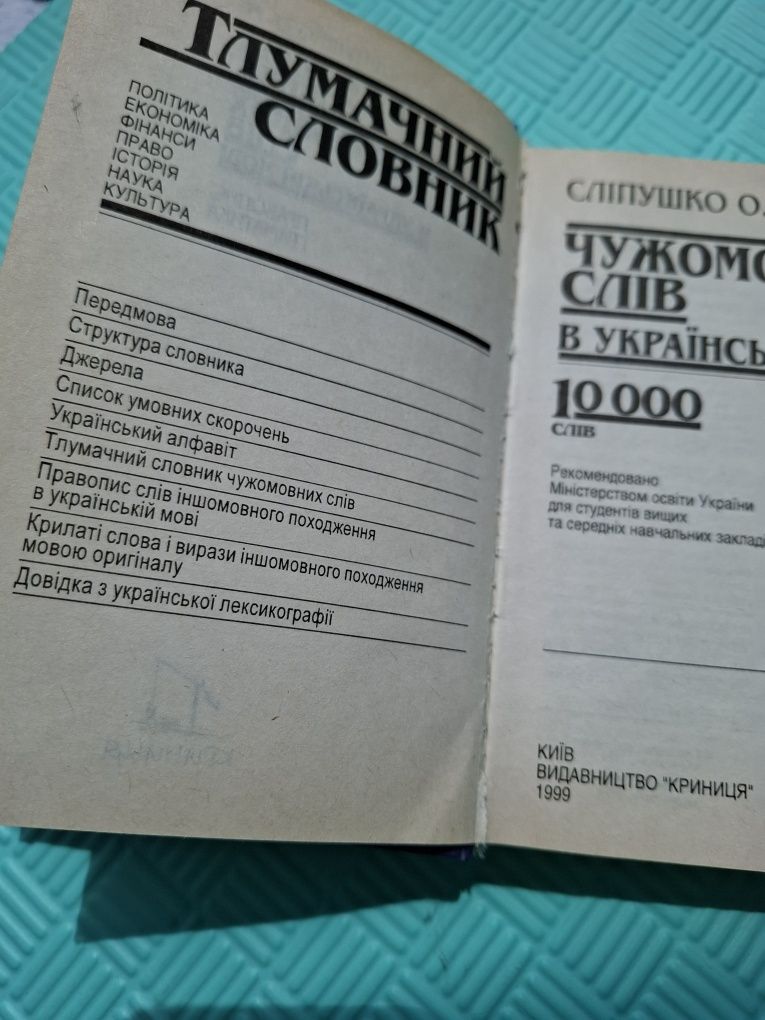 ТЛУМАЧНИЙ
СЛОВНИК
ПОЛІТИКА
ЕКОНОМІКА
ФІНАНСИ
ПРАВО
ІСТОРІЯ
НАУКА
КУЛЬТУРА
Передмова
Структура словника
Джерела
Список умовних скорочень
Український алфавіт
Тлумачний словник чужомовних слів
Правопис слів іншомовного походження
в українській мові
Крилаті слова і вирази іншомовного походження
мовою оригіналу
Довідка з української лексикографії
СЛІПУШКО О.
ЧУЖОМО
СЛІВ
В УКРАЇНСЬ
10 000
СЛІВ
Рекомендовано
Міністерством освіти України
для студентів вищих
та середніх навчальних закладі
КИЇВ
ВИДАВНИЦТВО "КРИНИЦЯ"
1999